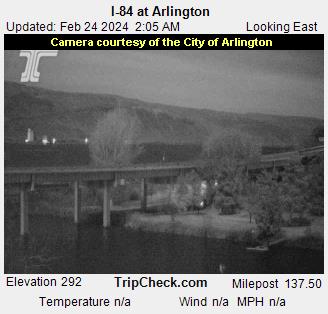 I-84 at Arlington
Updated: Feb 24 2024 2:05 AM Looking East
Camera courtesy of the City of Arlington
Elevation 292 TripCheck.com Milepost 137.50
Temperature n/a Wind n/a MPH n/a